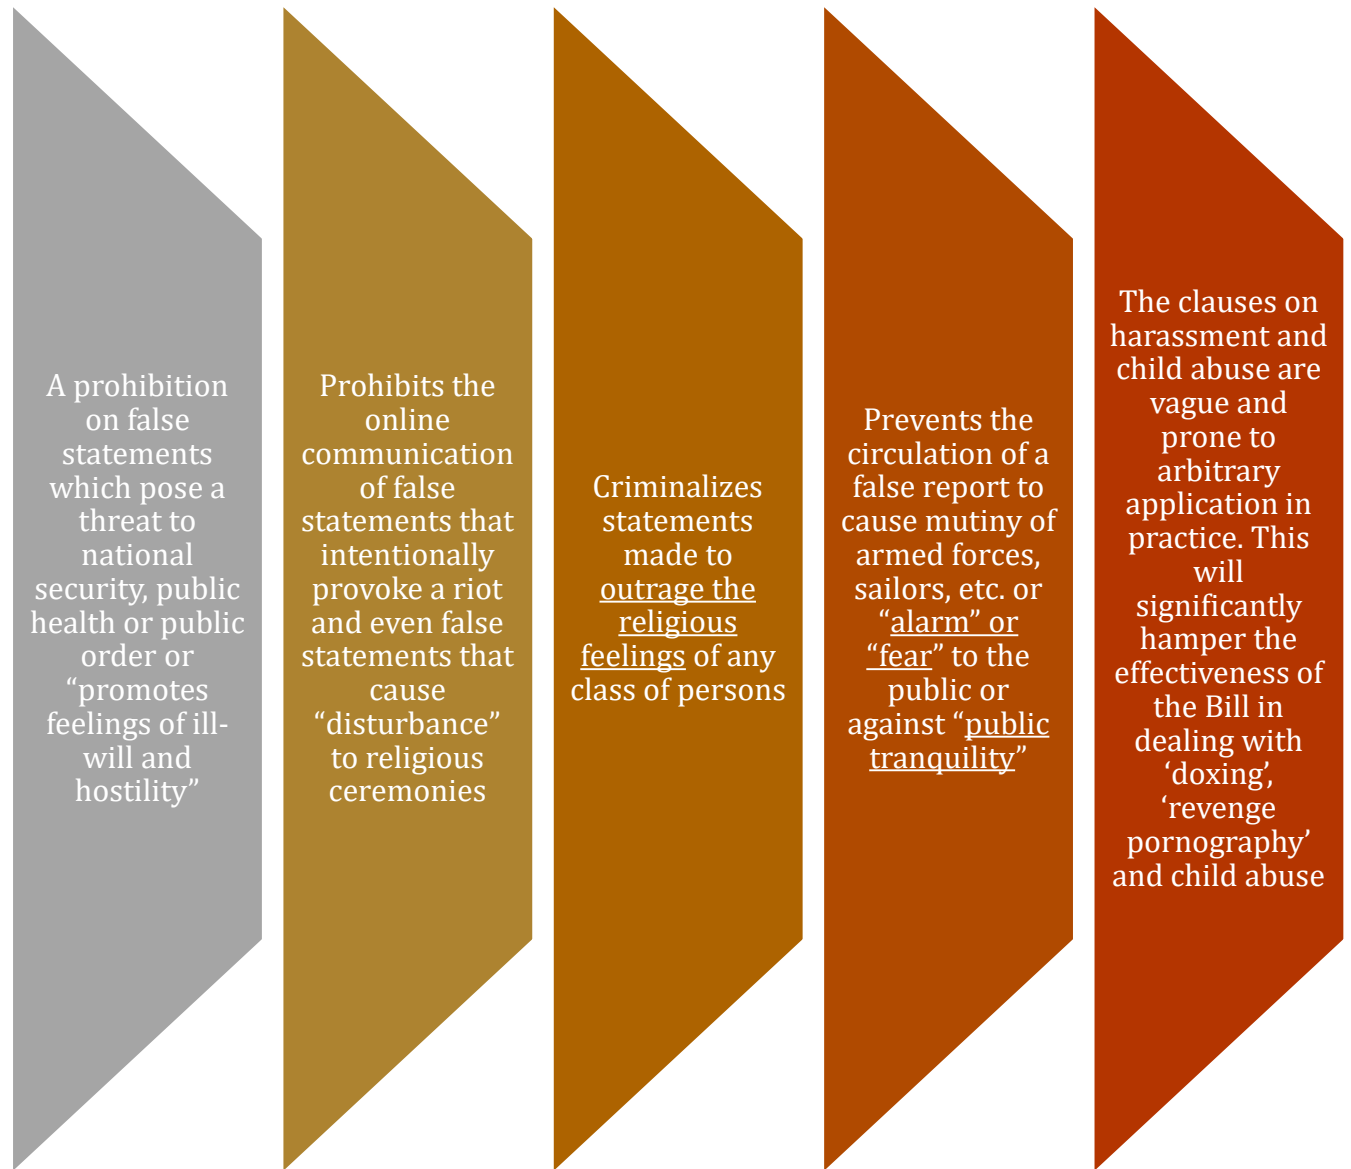 A prohibition
on false
statements
which pose a
threat to
national
security, public
health or public
order or
“promotes
feelings of ill-
will and
hostility”
Prohibits the
online
communication
of false
statements that
intentionally
provoke a riot
and even false
statements that
cause
“disturbance”
to religious
ceremonies
Criminalizes
statements
made to
outrage the
religious
feelings of any
class of persons
Prevents the
circulation of a
false report to
cause mutiny of
armed forces,
sailors, etc. or
“alarm” or
“fear” to the
public or
against “public
tranquility”
The clauses on
harassment and
child abuse are
vague and
prone to
arbitrary
application in
practice. This
will
significantly
hamper the
effectiveness of
the Bill in
dealing with
‘doxing’,
‘revenge
pornography’
and child abuse